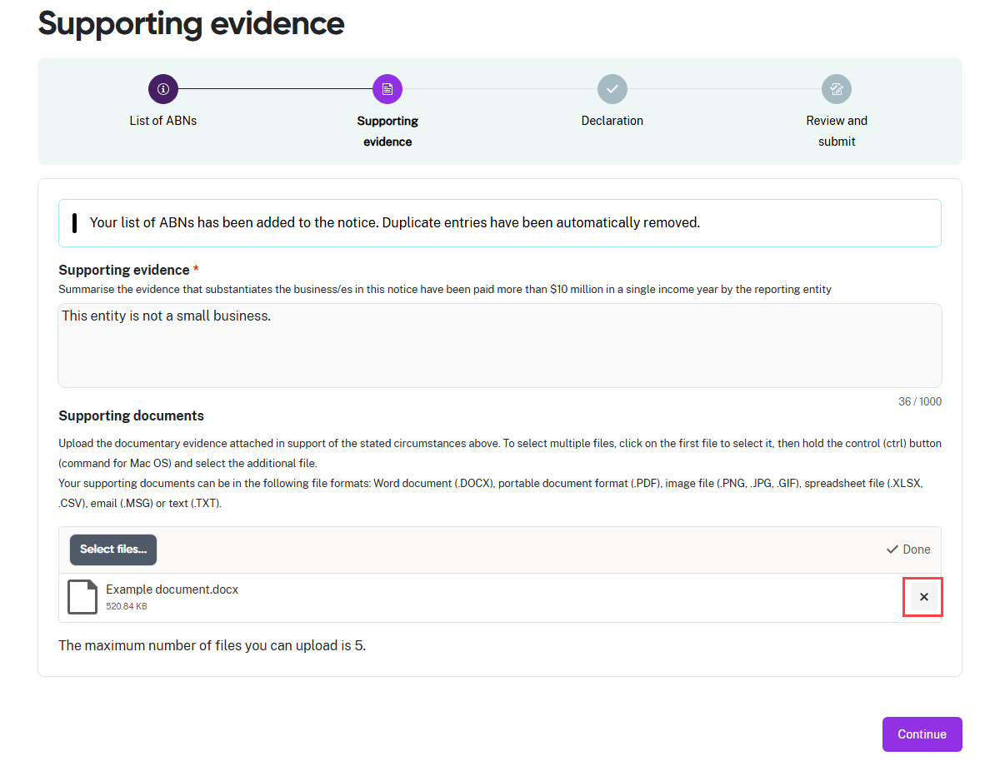 Supporting evidence
List of ABNs
Supporting
evidence
Declaration
Review and
submit
Your list of ABNs has been added to the notice. Duplicate entries have been automatically removed.
Supporting evidence *
Summarise the evidence that substantiates the business/es in this notice have been paid more than $10 million in a single income year by the reporting entity
This entity is not a small business.
36 / 1000
Supporting documents
Upload the documentary evidence attached in support of the stated circumstances above. To select multiple files, click on the first file to select it, then hold the control (ctrl) button
(command for Mac OS) and select the additional file.
Your supporting documents can be in the following file formats: Word document (.DOCX), portable document format (.PDF), image file (.PNG, .JPG, .GIF), spreadsheet file (.XLSX,
.CSV), email (.MSG) or text (.TXT).
Select files...
Done
Example document.docx
520.84 KB
The maximum number of files you can upload is 5.
Continue